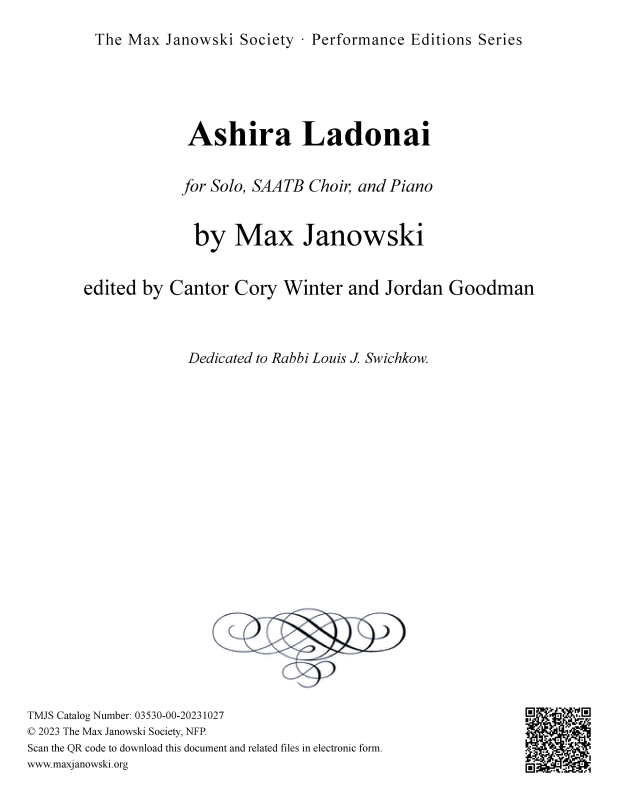 The Max Janowski Society · Performance Editions Series
Ashira Ladonai
for Solo, SAATB Choir, and Piano
by Max Janowski
edited by Cantor Cory Winter and Jordan Goodman
Dedicated to Rabbi Louis J. Swichkow.
TMJS Catalog Number: 03530-00-20231027
© 2023 The Max Janowski Society, NFP.
Scan the QR code to download this document and related files in electronic form.
www.maxjanowski.org